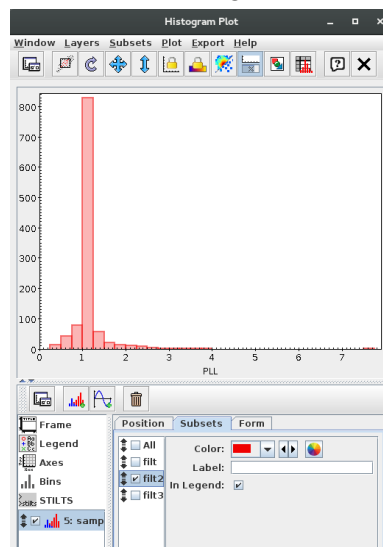 Histogram Plot
Window Layers Subsets Plot Export Help
800
700
600
500
400
300
200
100
0
0 1 2 3 4 5 6 7
PLL
Frame
Legend
Axes
Bins
STILTS
5: samp
Position Subsets Form
All
filt
filt2
filt3
Color:
Label:
In Legend: